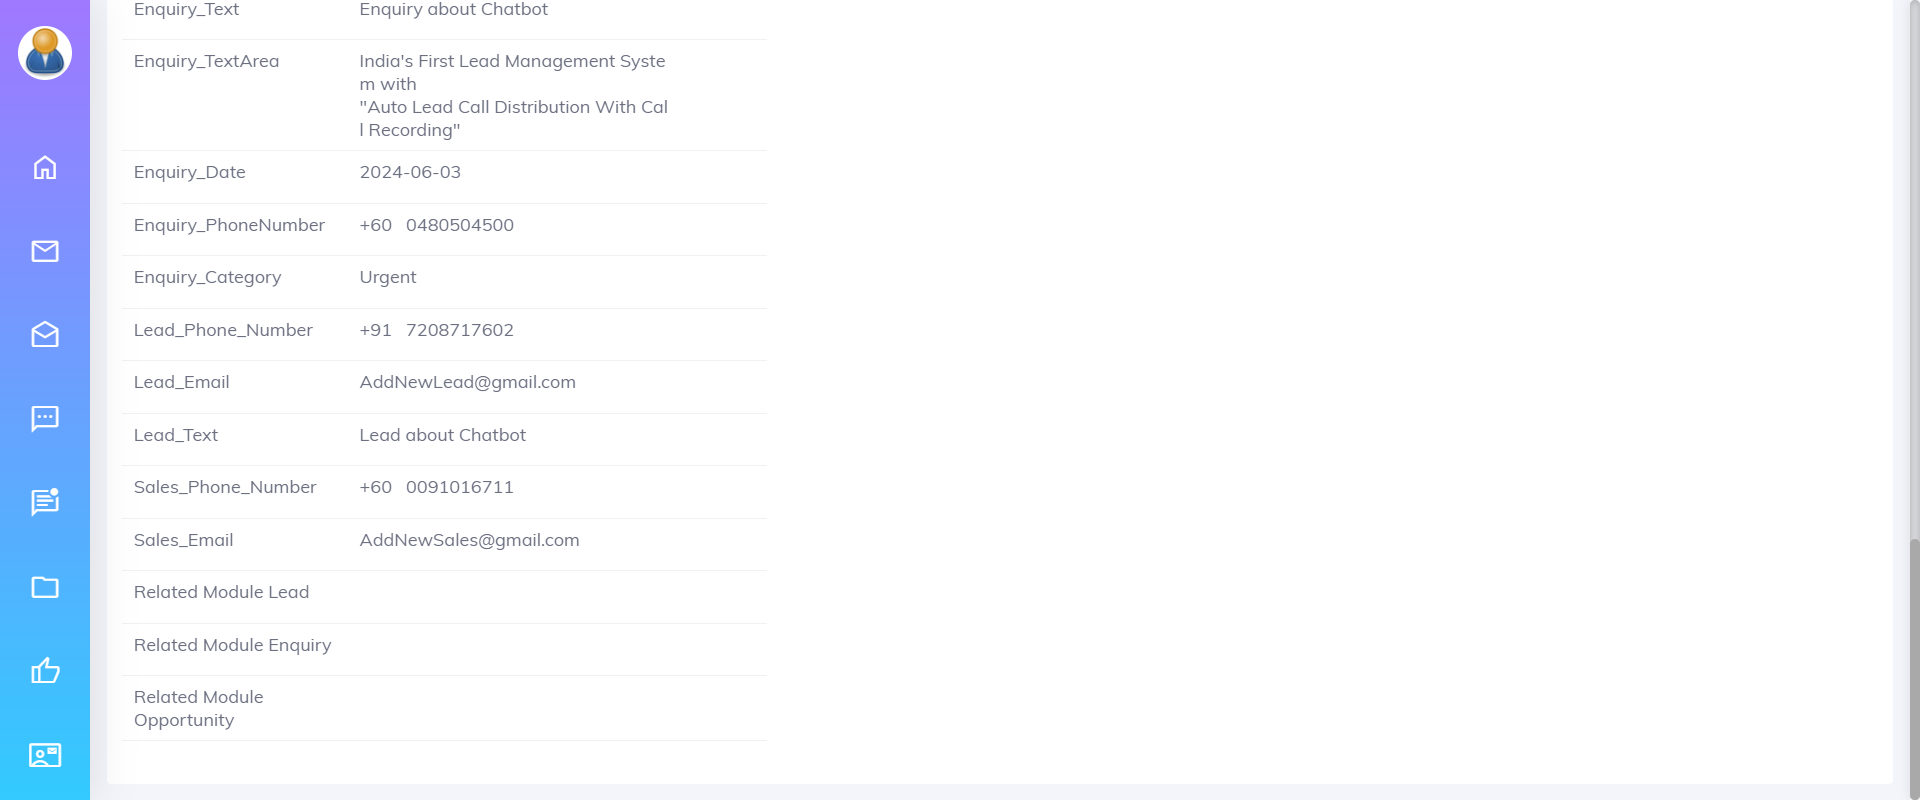 Enquiry_Text Enquiry about Chatbot
Enquiry_TextArea India's First Lead Management Syste
m with
"Auto Lead Call Distribution With Cal
l Recording"
Enquiry_Date 2024-06-03
Enquiry_PhoneNumber +60 0480504500
Enquiry_Category Urgent
Lead_Phone_Number +91 7208717602
Lead_Email AddNewLead@gmail.com
Lead_Text Lead about Chatbot
Sales_Phone_Number +60 0091016711
Sales_Email AddNewSales@gmail.com
Related Module Lead
Related Module Enquiry
Related Module
Opportunity